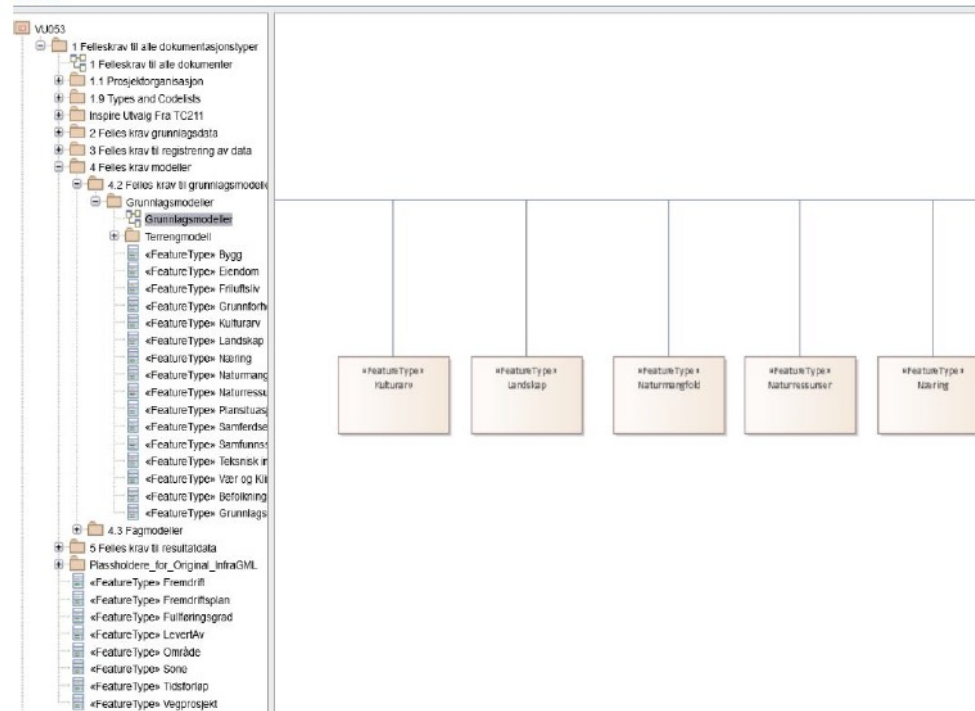 VU053
1 Felleskrav til alle dokumentasjonstyper
1 Felleskrav til alle dokumenter
1.1 Prosjektorganisasjon
1.9 Types and Codelists
Inspire Utvalg Fra TC211
2 Felles krav grunnlagsdata
3 Felles krav til registrering av data
4 Felles krav modeller
4.2 Felles krav til grunnlagsmodelle
Grunnlagsmodeller
Grunnlagsmodeller
Terrengmodell
«FeatureType» Bygg
«FeatureType» Eiendom
«FeatureType» Friluftsliv
«FeatureType» Grunnforh
«FeatureType» Kulturarv
«FeatureType» Landskap
«FeatureType» Næring
«FeatureType» Naturmang
«FeatureType» Naturressu
«FeatureType» Plansituas
«FeatureType» Samferdse
«FeatureType» Samfunnss
«FeatureType» Teksnisk in
«FeatureType» Vær og Kli
«FeatureType» Befolkning
«FeatureType» Grunnlags
4.3 Fagmodeller
5 Felles krav til resultatdata
Plassholdere_for_Original_InfraGML
«FeatureType» Fremdrift
«FeatureType» Fremdriftsplan
«FeatureType» Fullføringsgrad
«FeatureType» LevertAv
«FeatureType» Område
«FeatureType» Sone
«FeatureType» Tidsforløp
«FeatureType» Vegprosjekt
«FeatureType»
Kulturarv
«FeatureType»
Landskap
«FeatureType»
Naturmangfold
«FeatureType»
Naturressurser
«FeatureType»
Næring